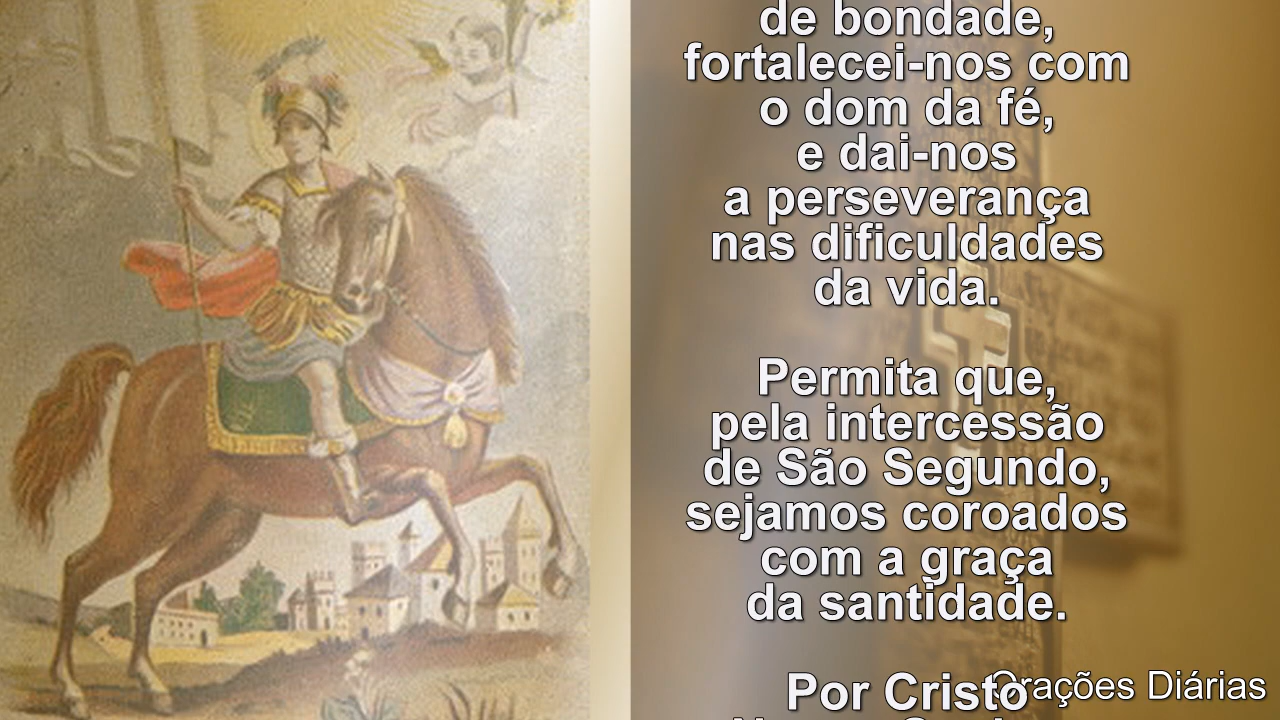 de bondade,
fortalecei-nos com
o dom da fé,
e dai-nos
a perseverança
nas dificuldades
da vida.
Permita que,
pela intercessão
de São Segundo,
sejamos coroados
com a graça
da santidade.
Por Cristo
Orações Diárias